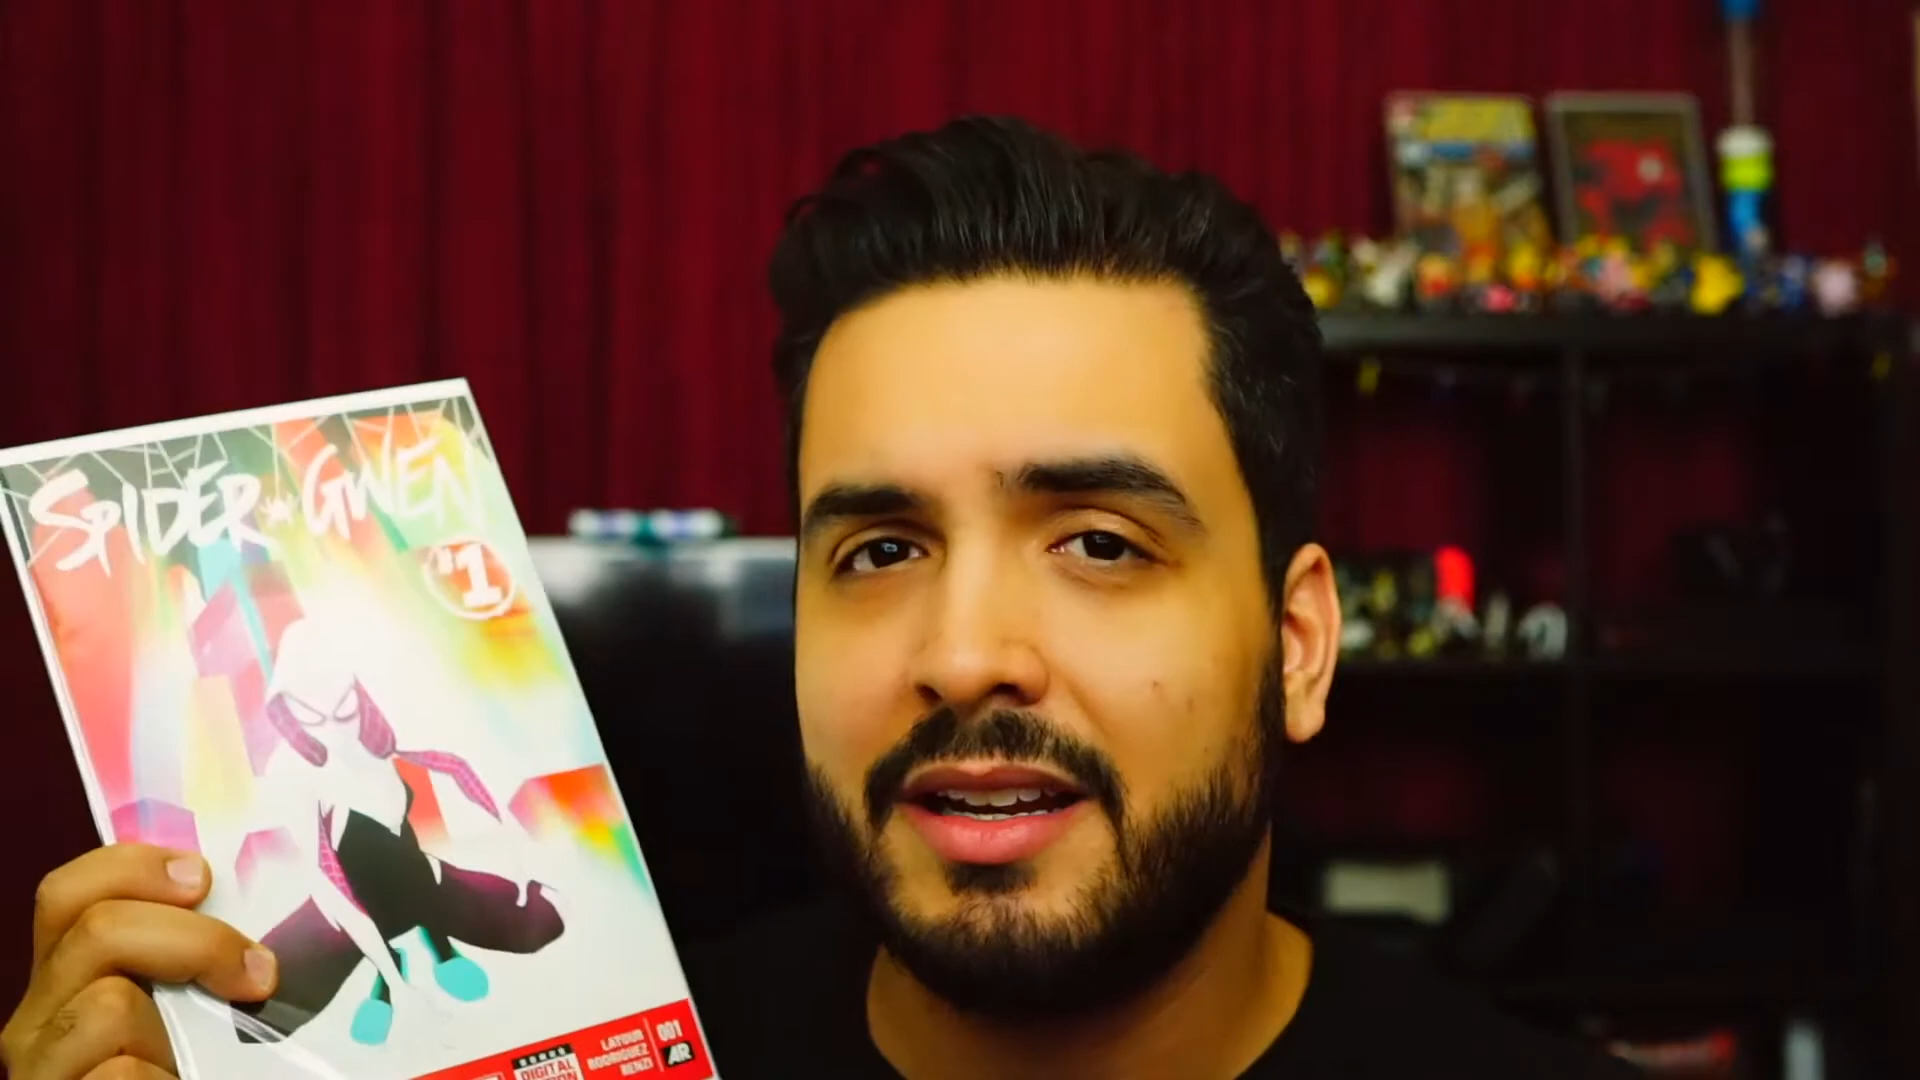 SPIDER-GWEN
#1
LATOUR
RODRIGUEZ
RENZI
001
AR
DIGITAL